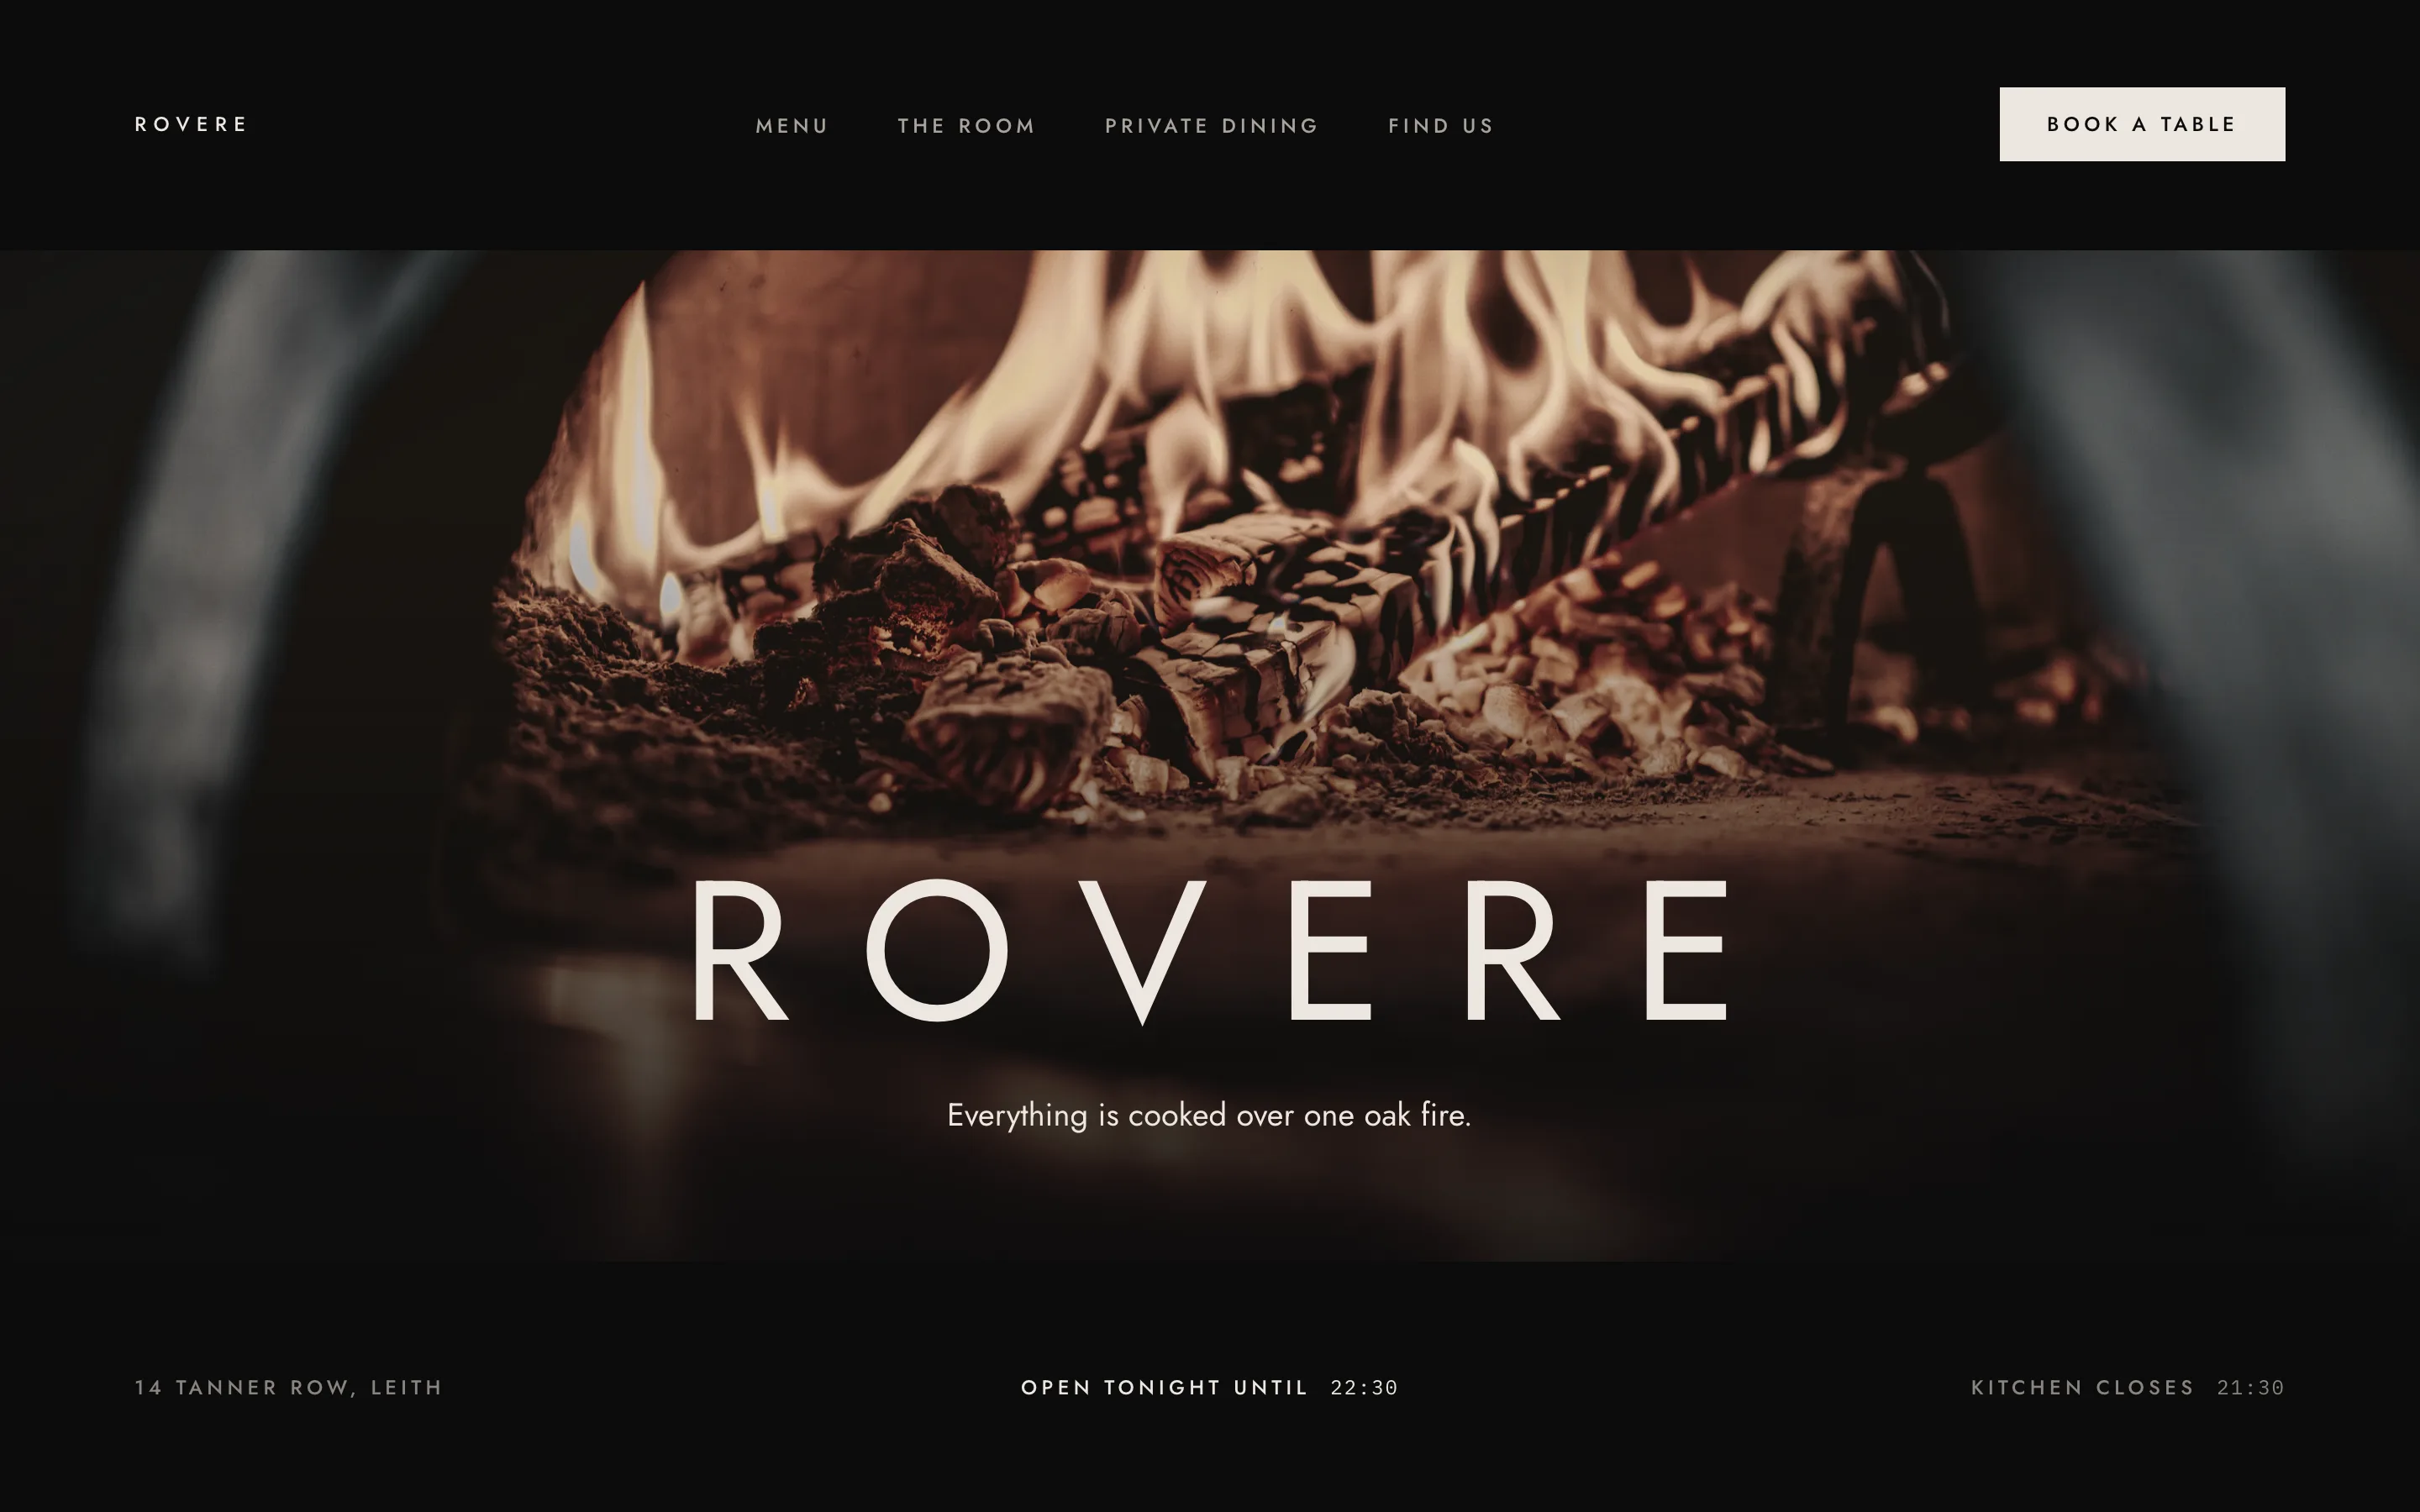 ROVERE
MENU THE ROOM PRIVATE DINING FIND US
BOOK A TABLE
ROVERE
Everything is cooked over one oak fire.
14 TANNER ROW, LEITH
OPEN TONIGHT UNTIL 22:30
KITCHEN CLOSES 21:30